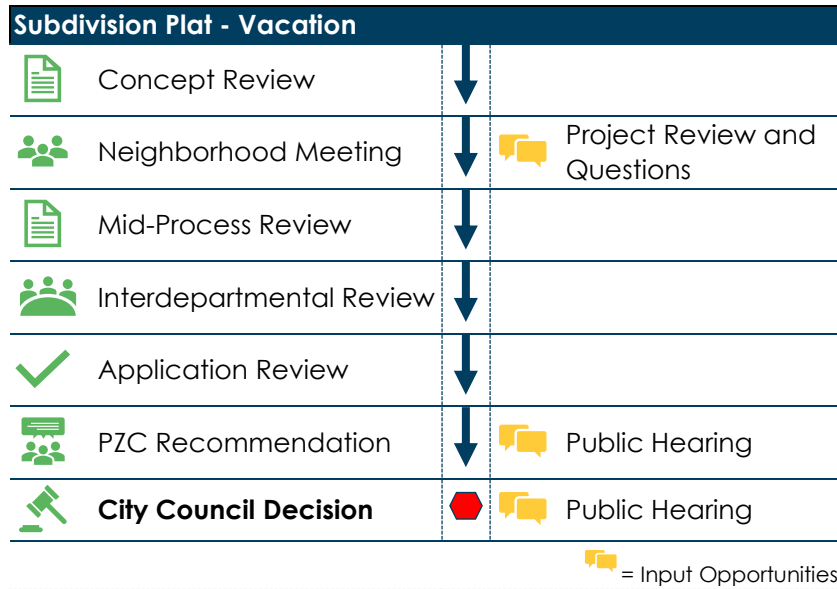 Subdivision Plat - Vacation
Concept Review
Neighborhood Meeting
Project Review and
Questions
Mid-Process Review
Interdepartmental Review
Application Review
PZC Recommendation
Public Hearing
City Council Decision
Public Hearing
= Input Opportunities